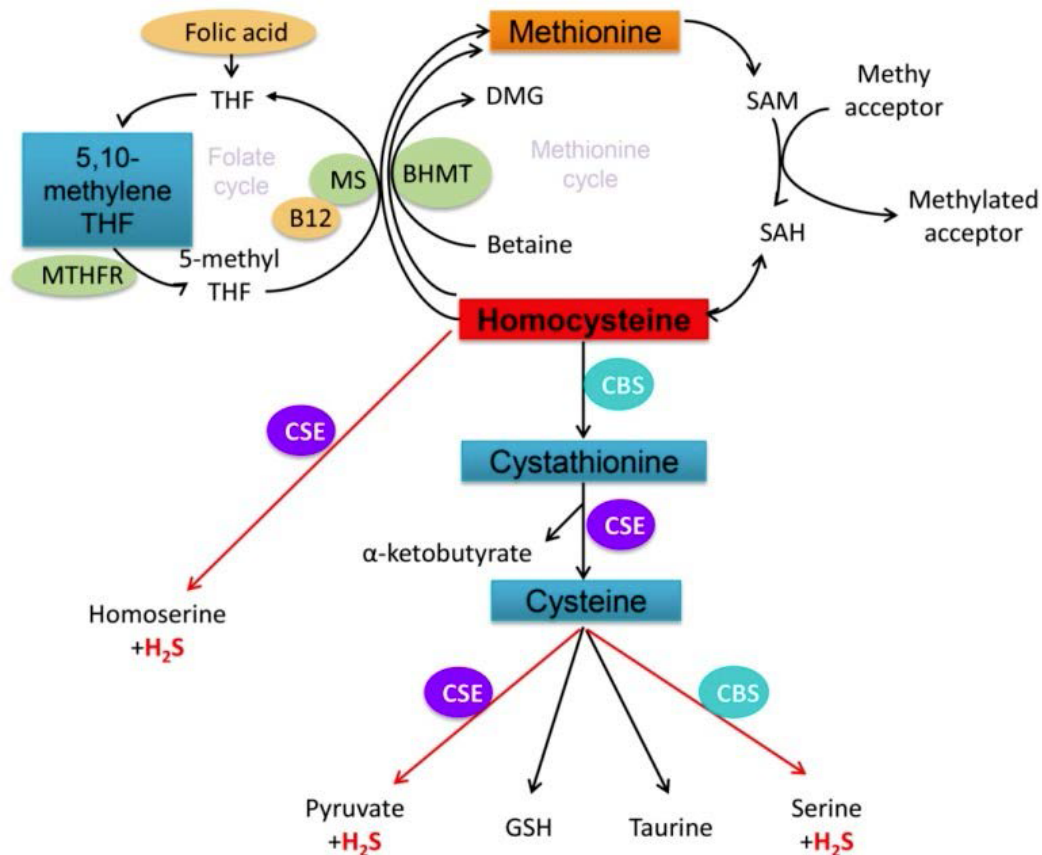 Folic acid
THF
5,10-
methylene
THF
Folate
cycle
MS
B12
MTHFR
5-methyl
THF
Methionine
DMG
BHMT
Methionine
cycle
Betaine
SAM
Methy
acceptor
SAH
Methylated
acceptor
Homocysteine
CBS
CSE
Cystathionine
CSE
α-ketobutyrate
Cysteine
Homoserine
+H₂S
CSE
CBS
Pyruvate
+H₂S
GSH
Taurine
Serine
+H₂S